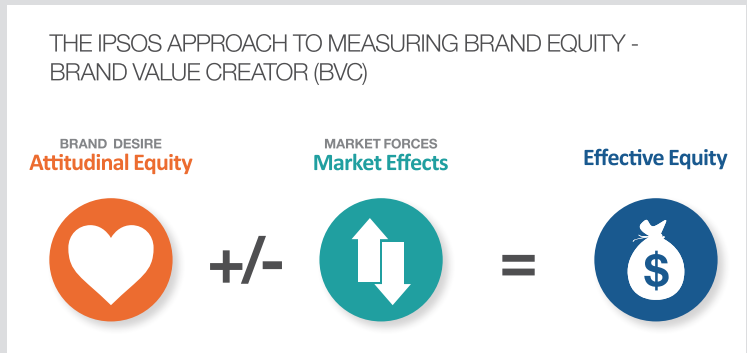 THE IPSOS APPROACH TO MEASURING BRAND EQUITY -
BRAND VALUE CREATOR (BVC)
BRAND DESIRE
Attitudinal Equity
+/-
MARKET FORCES
Market Effects
=
Effective Equity
$